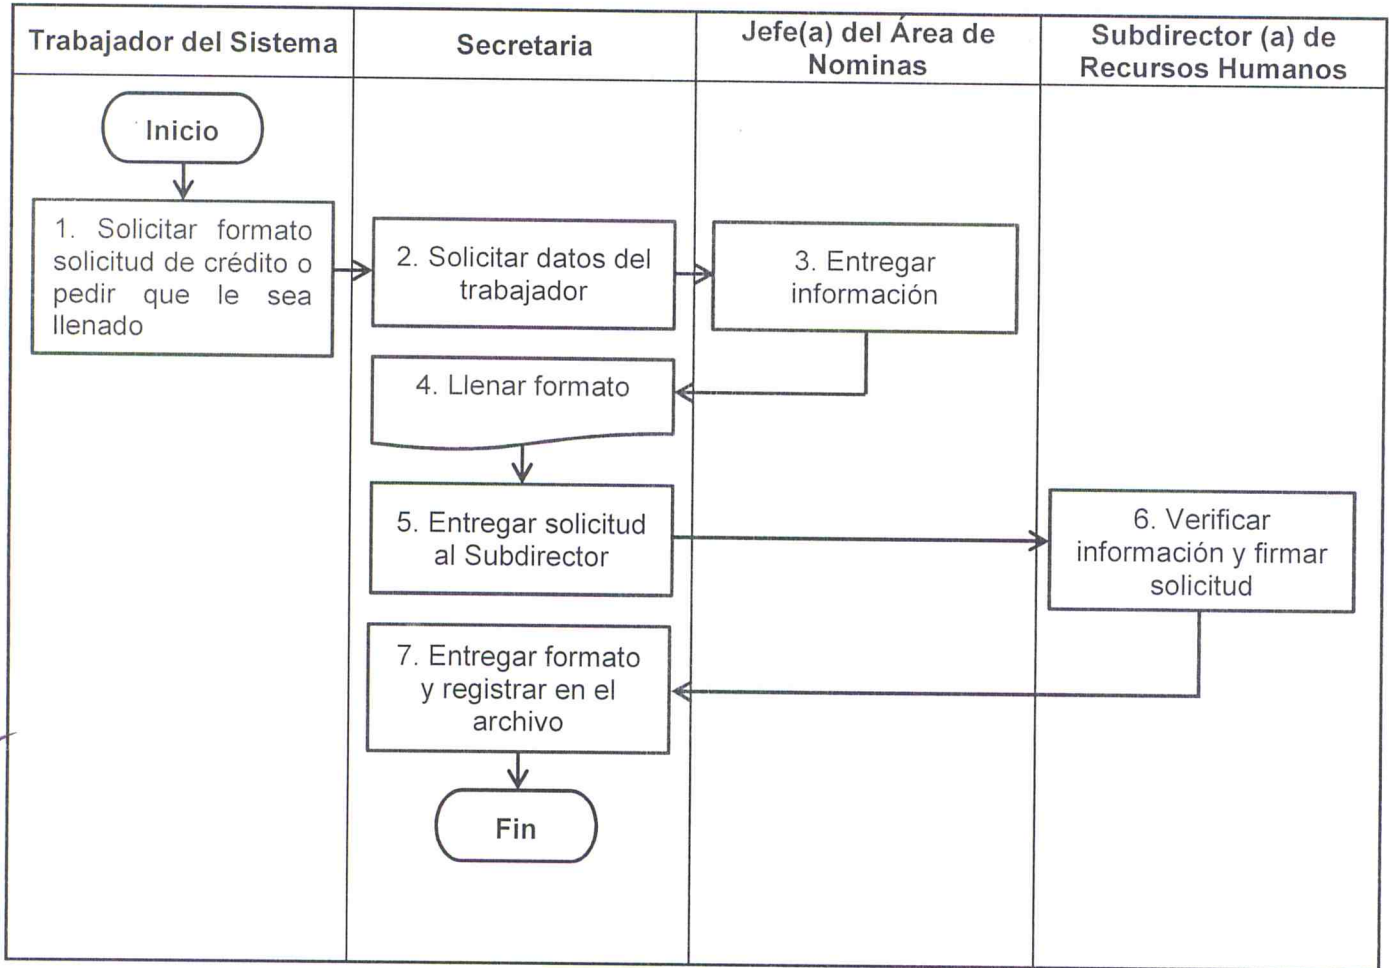 Trabajador del Sistema
Secretaria
Jefe(a) del Área de
Nominas
Subdirector (a) de
Recursos Humanos
Inicio
1. Solicitar formato
solicitud de crédito o
pedir que le sea
llenado
2. Solicitar datos del
trabajador
3. Entregar
información
4. Llenar formato
5. Entregar solicitud
al Subdirector
6. Verificar
información y firmar
solicitud
7. Entregar formato
y registrar en el
archivo
Fin